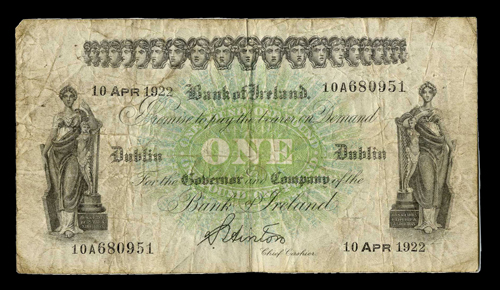 10 APR 1922 Bank of Ireland. 10A680951
I Promise to pay the bearer on Demand
Dublin ONE Dublin
For the Governor and Company of the
Bank of Ireland
10A680951 S Hinton 10 APR 1922
Chief Cashier.